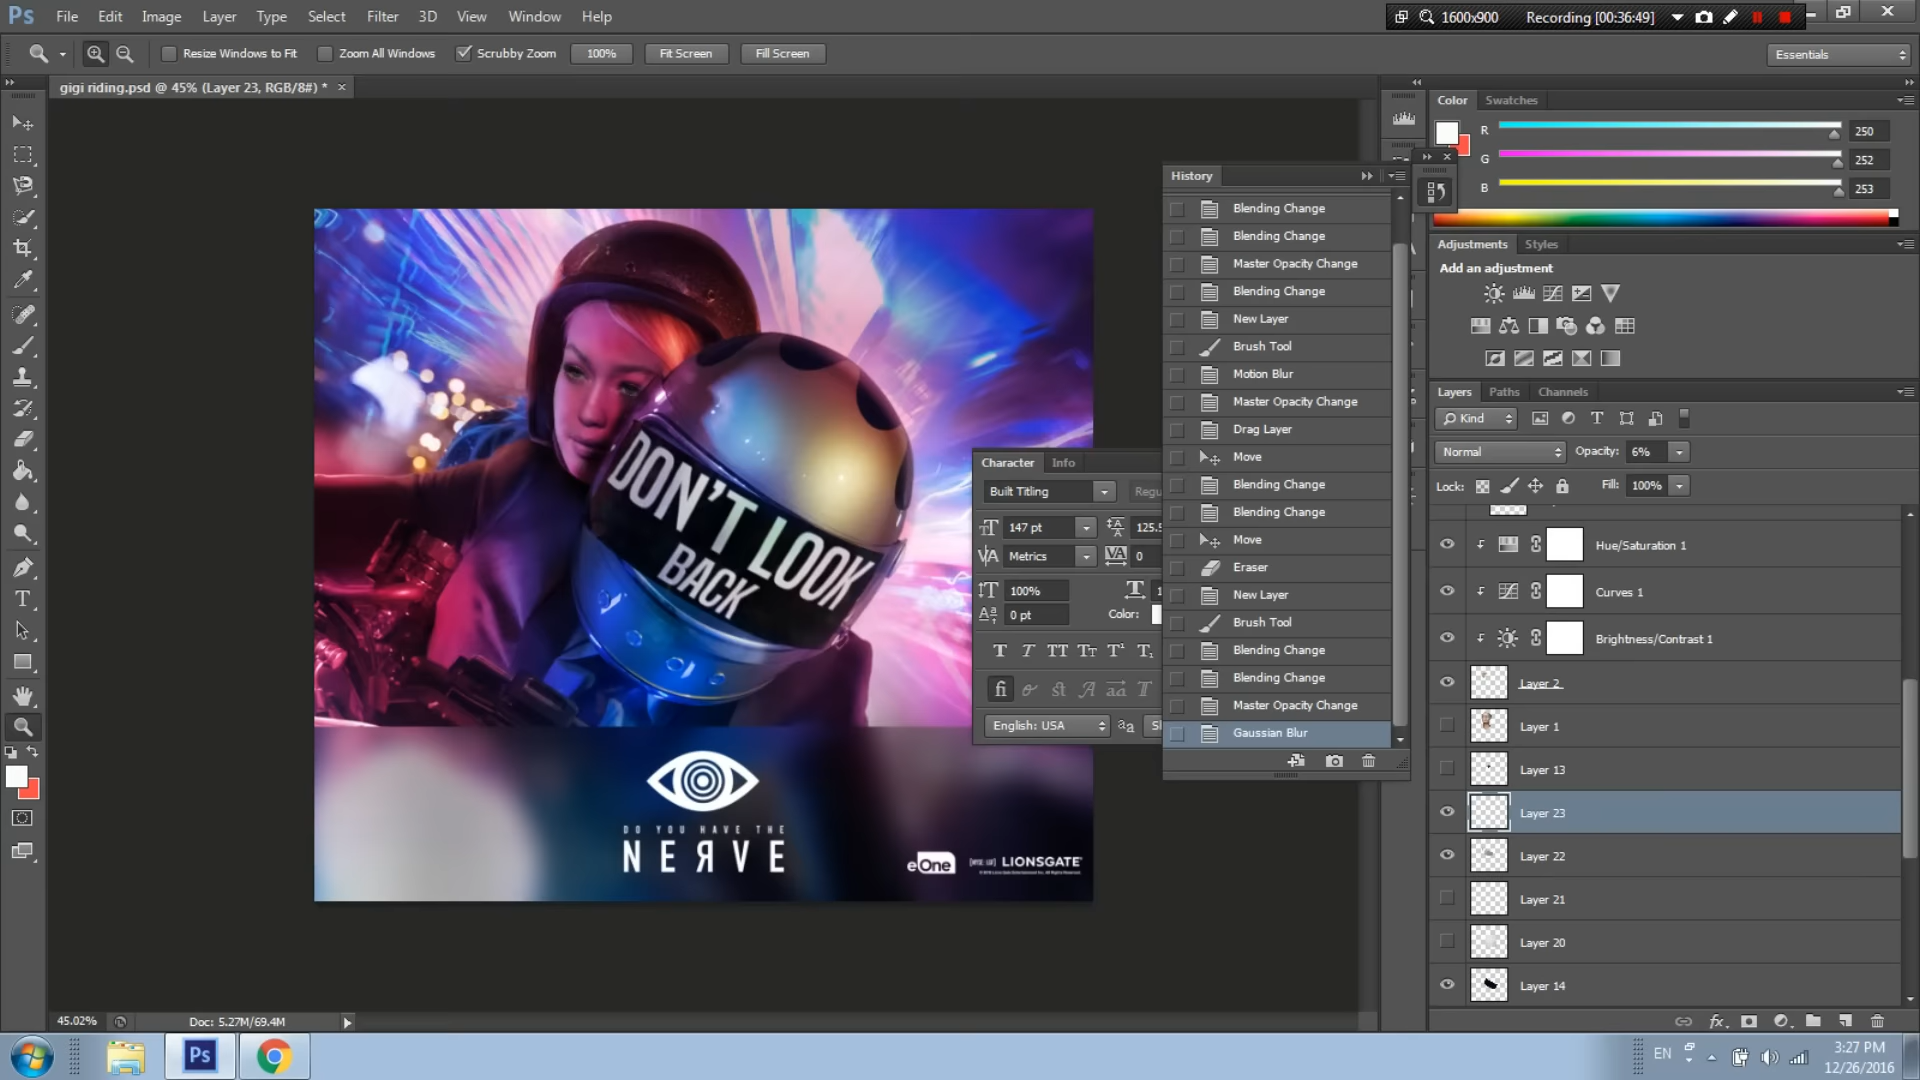 Ps File Edit Image Layer Type Select Filter 3D View Window Help
1600x900 Recording [00:36:49]
Resize Windows to Fit Zoom All Windows Scrubby Zoom 100% Fit Screen Fill Screen
Essentials
gigi riding.psd @ 45% (Layer 23, RGB/8#) * ×
Color Swatches
R 250
G 252
B 253
Adjustments Styles
Add an adjustment
Layers Paths Channels
Kind
Normal Opacity: 6%
Lock: Fill: 100%
Hue/Saturation 1
Curves 1
Brightness/Contrast 1
Layer 2
Layer 1
Layer 13
Layer 23
Layer 22
Layer 21
Layer 20
Layer 14
History
Blending Change
Blending Change
Master Opacity Change
Blending Change
New Layer
Brush Tool
Motion Blur
Master Opacity Change
Drag Layer
Move
Blending Change
Blending Change
Move
Eraser
New Layer
Brush Tool
Blending Change
Blending Change
Master Opacity Change
Gaussian Blur
Character Info
Built Titling Regu
147 pt 125.5
Metrics 0
100% 1
0 pt Color:
English: USA
DON'T LOOK
BACK
DO YOU HAVE THE
NEЯVE
eOne
LIONSGATE
45.02% Doc: 5.27M/69.4M
Ps
EN
3:27 PM
12/26/2016